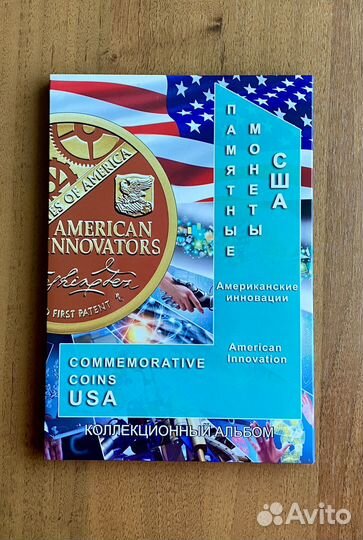 ПАМЯТНЫЕ
МОНЕТЫ
США
ES OF AMERICA
AMERICAN
INNOVATORS
Американские
инновации
FIRST PATENT
American
Innovation
COMMEMORATIVE
COINS
USA
КОЛЛЕКЦИОННЫЙ АЛЬБОМ
Avito